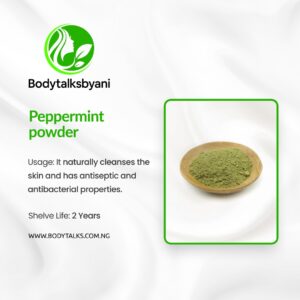 Bodytalksbyani
Peppermint
powder
Usage: It naturally cleanses the
skin and has antiseptic and
antibacterial properties.
Shelve Life: 2 Years
WWW.BODYTALKS.COM.NG